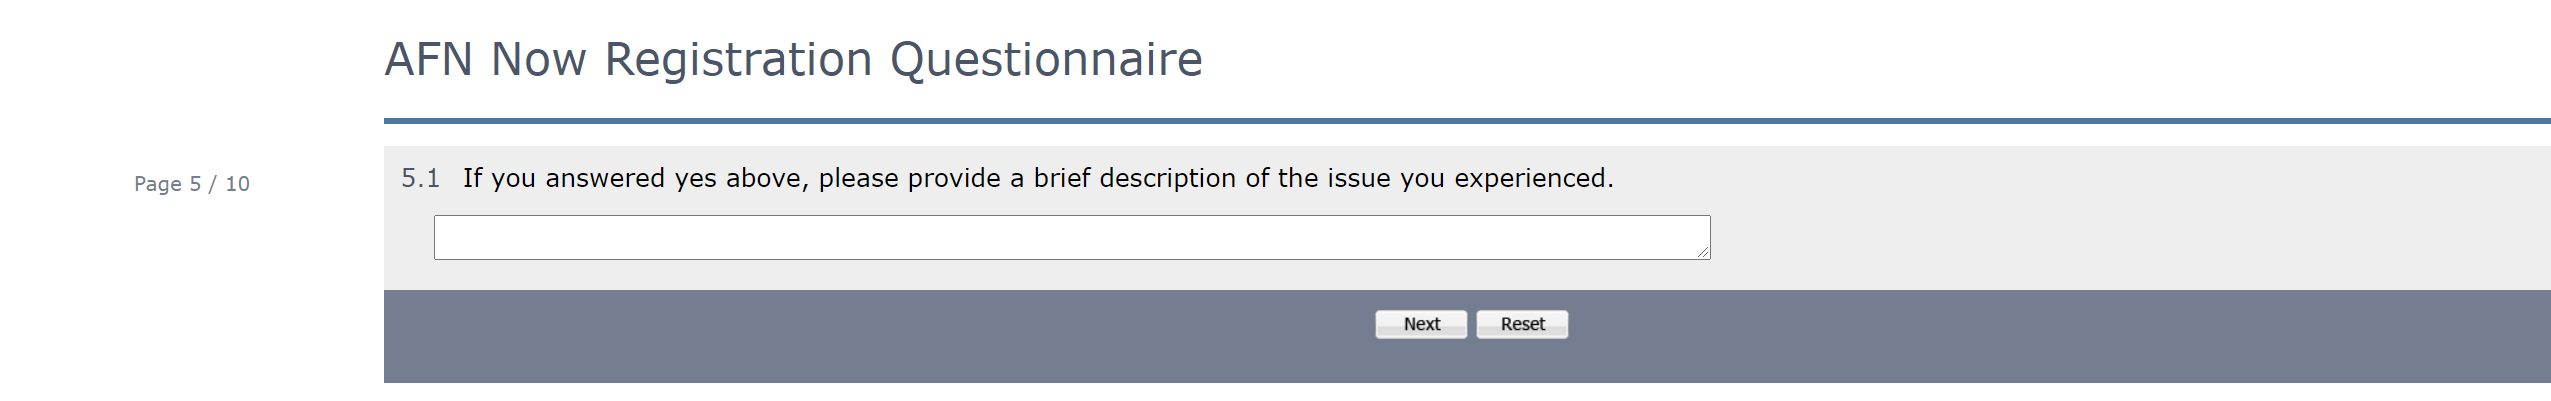 AFN Now Registration Questionnaire
Page 5 / 10
5.1 If you answered yes above, please provide a brief description of the issue you experienced.
Next Reset